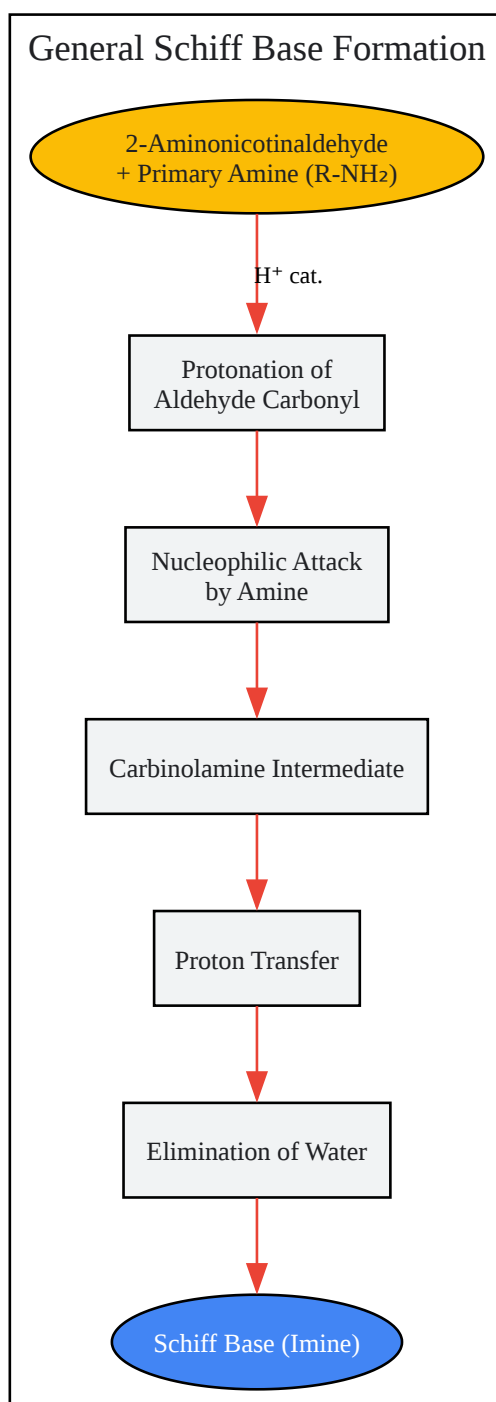 General Schiff Base Formation
2-Aminonicotinaldehyde
+ Primary Amine (R-NH₂)
H⁺ cat.
Protonation of
Aldehyde Carbonyl
Nucleophilic Attack
by Amine
Carbinolamine Intermediate
Proton Transfer
Elimination of Water
Schiff Base (Imine)